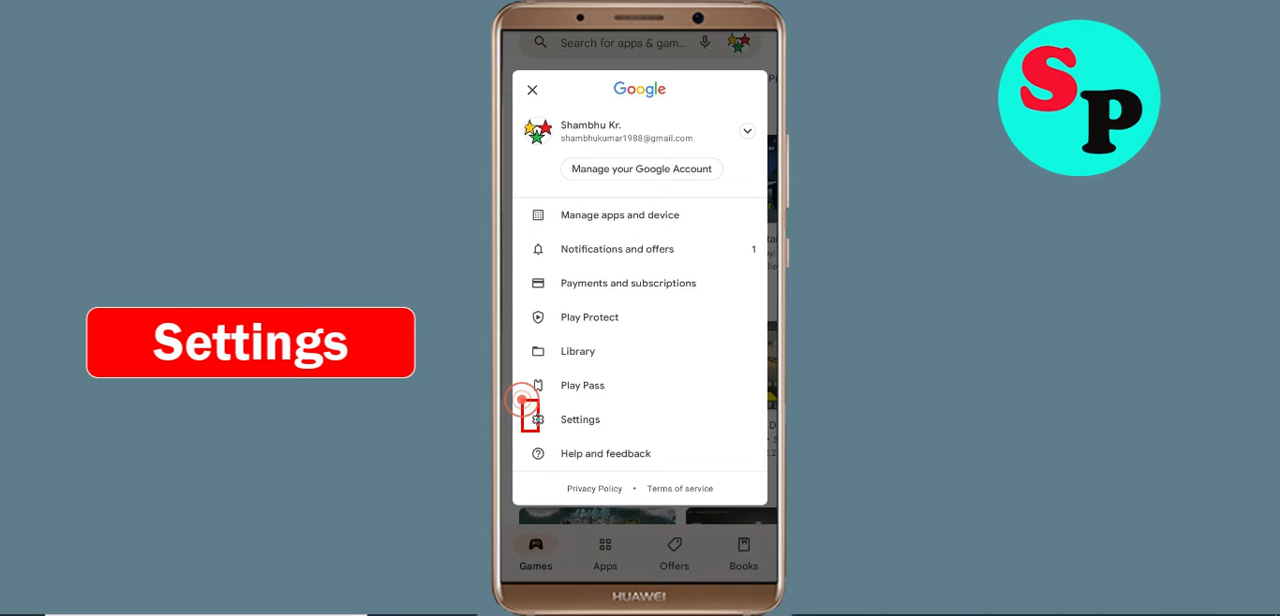 Search for apps & gam...
Google
Shambhu Kr.
shambhukumar1988@gmail.com
Manage your Google Account
Manage apps and device
Notifications and offers 1
Payments and subscriptions
Play Protect
Library
Play Pass
Settings
Help and feedback
Privacy Policy • Terms of service
Games Apps Offers Books
HUAWEI
Settings
SP